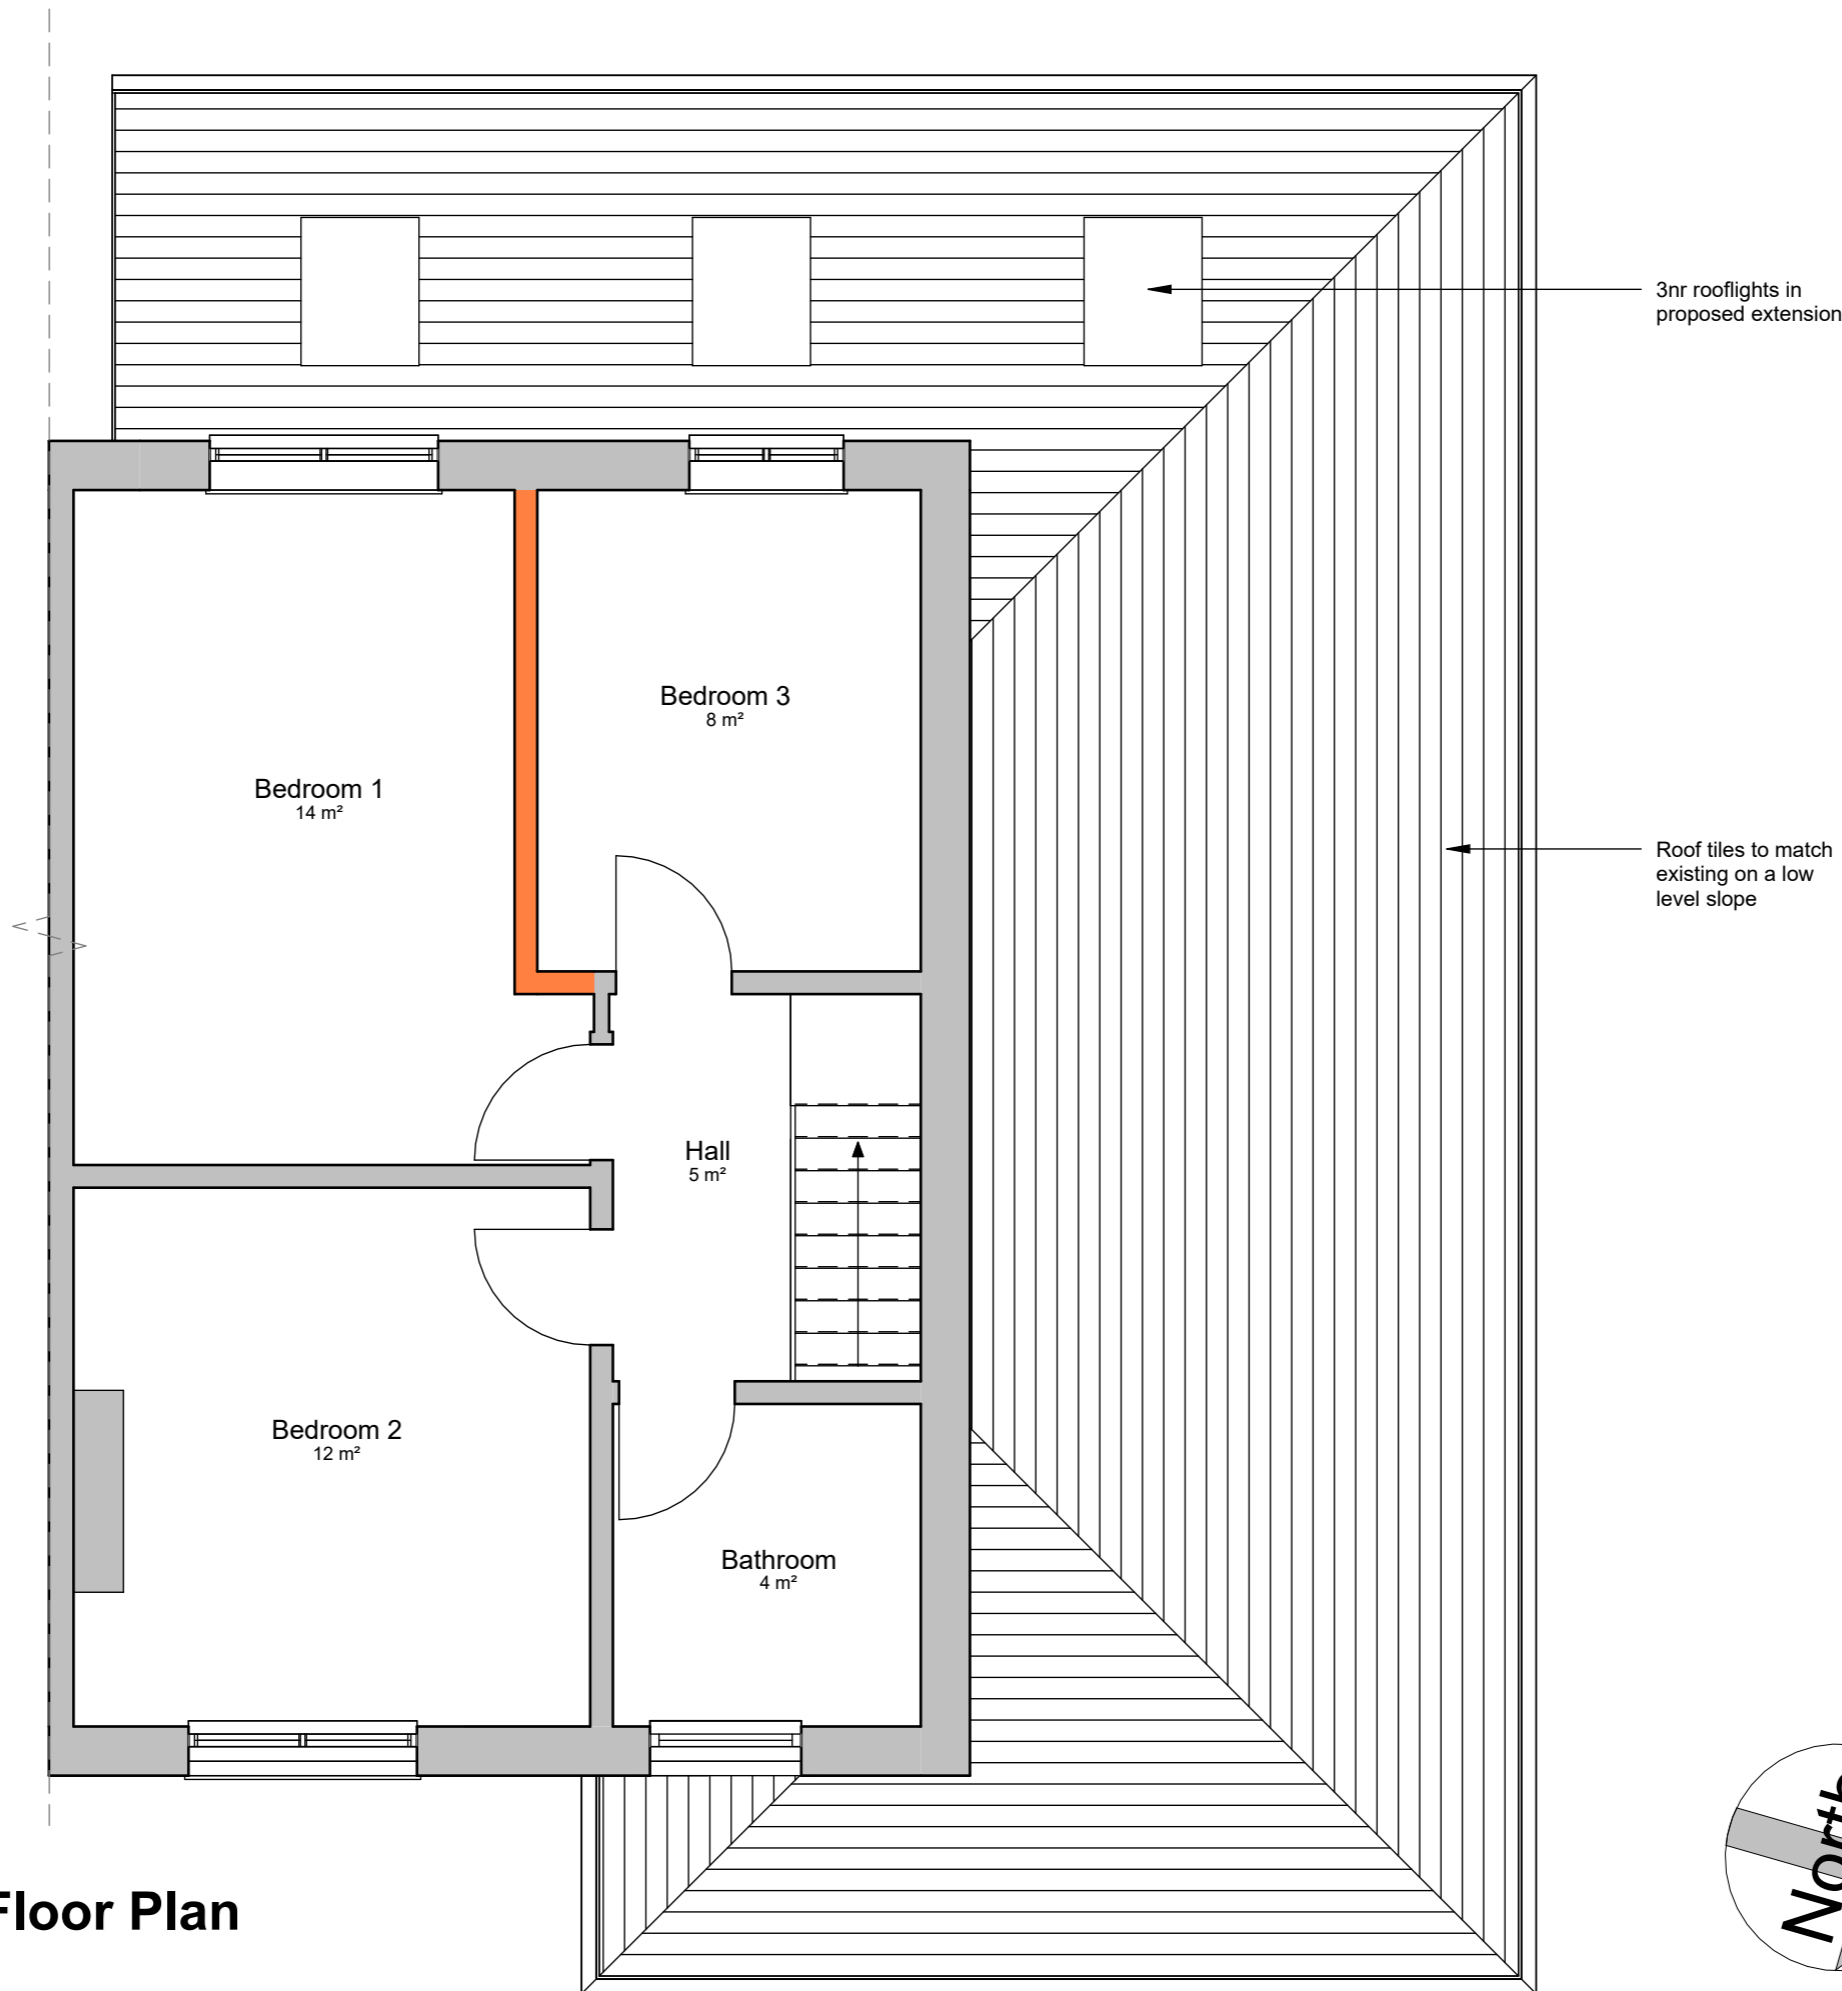 3nr rooflights in
proposed extension
Bedroom 3
8 m²
Bedroom 1
14 m²
Roof tiles to match
existing on a low
level slope
Hall
5 m²
Bedroom 2
12 m²
Bathroom
4 m²
Floor Plan
North